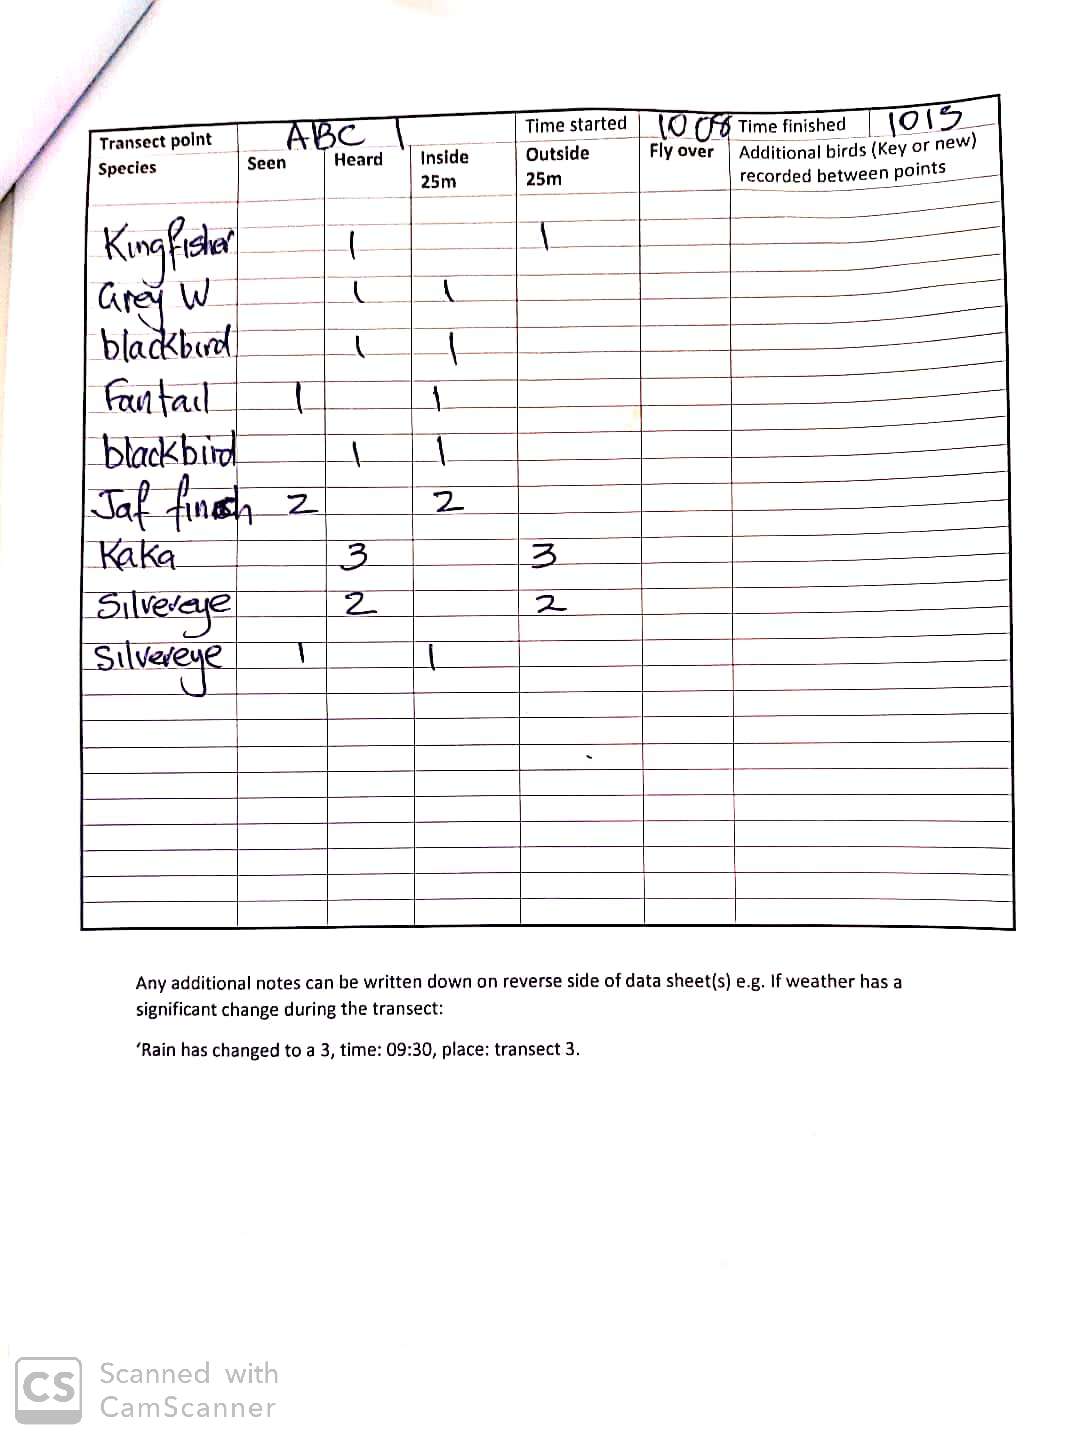 Transect point ABC 1 Time started 1008 Time finished 1015
Species Seen Heard Inside 25m Outside 25m Fly over Additional birds (Key or new) recorded between points
Kingfisher 1 1
Grey W 1 1
blackbird 1 1
Fantail 1 1
blackbird 1 1
Jaf finch 2 2
Kaka 3 3
Silvereye 2 2
Silvereye 1 1
Any additional notes can be written down on reverse side of data sheet(s) e.g. If weather has a
significant change during the transect:
‘Rain has changed to a 3, time: 09:30, place: transect 3.
CS Scanned with
CamScanner